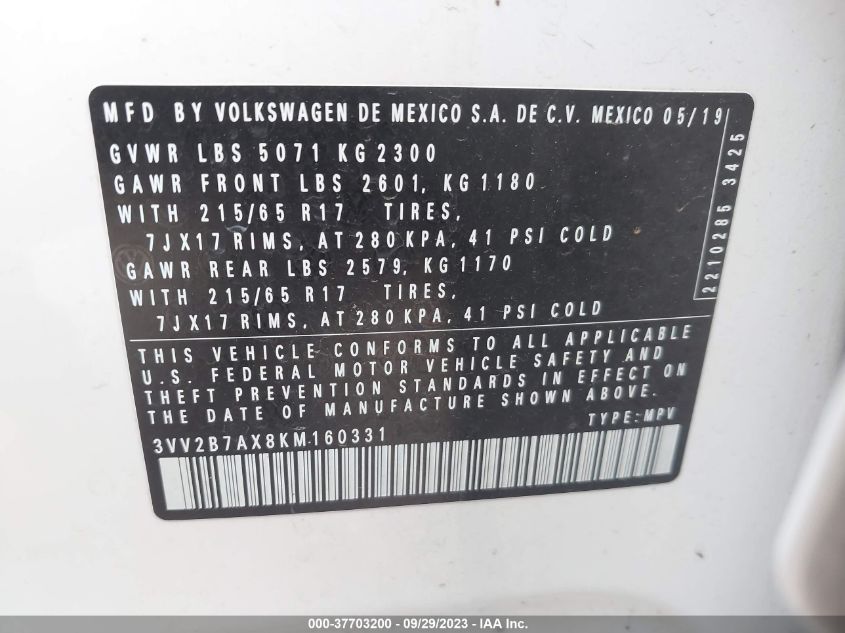 MFD BY VOLKSWAGEN DE MEXICO S.A. DE C.V. MEXICO 05/19
GVWR LBS 5071 KG 2300
GAWR FRONT LBS 2601, KG 1180
WITH 215/65 R17 TIRES,
7JX17 RIMS, AT 280 KPA, 41 PSI COLD
GAWR REAR LBS 2579, KG 1170
WITH 215/65 R17 TIRES,
7JX17 RIMS, AT 280 KPA, 41 PSI COLD
2210285 3425
THIS VEHICLE CONFORMS TO ALL APPLICABLE
U.S. FEDERAL MOTOR VEHICLE SAFETY AND
THEFT PREVENTION STANDARDS IN EFFECT ON
THE DATE OF MANUFACTURE SHOWN ABOVE.
TYPE: MPV
3VV2B7AX8KM160331
000-37703200 - 09/29/2023 - IAA Inc.